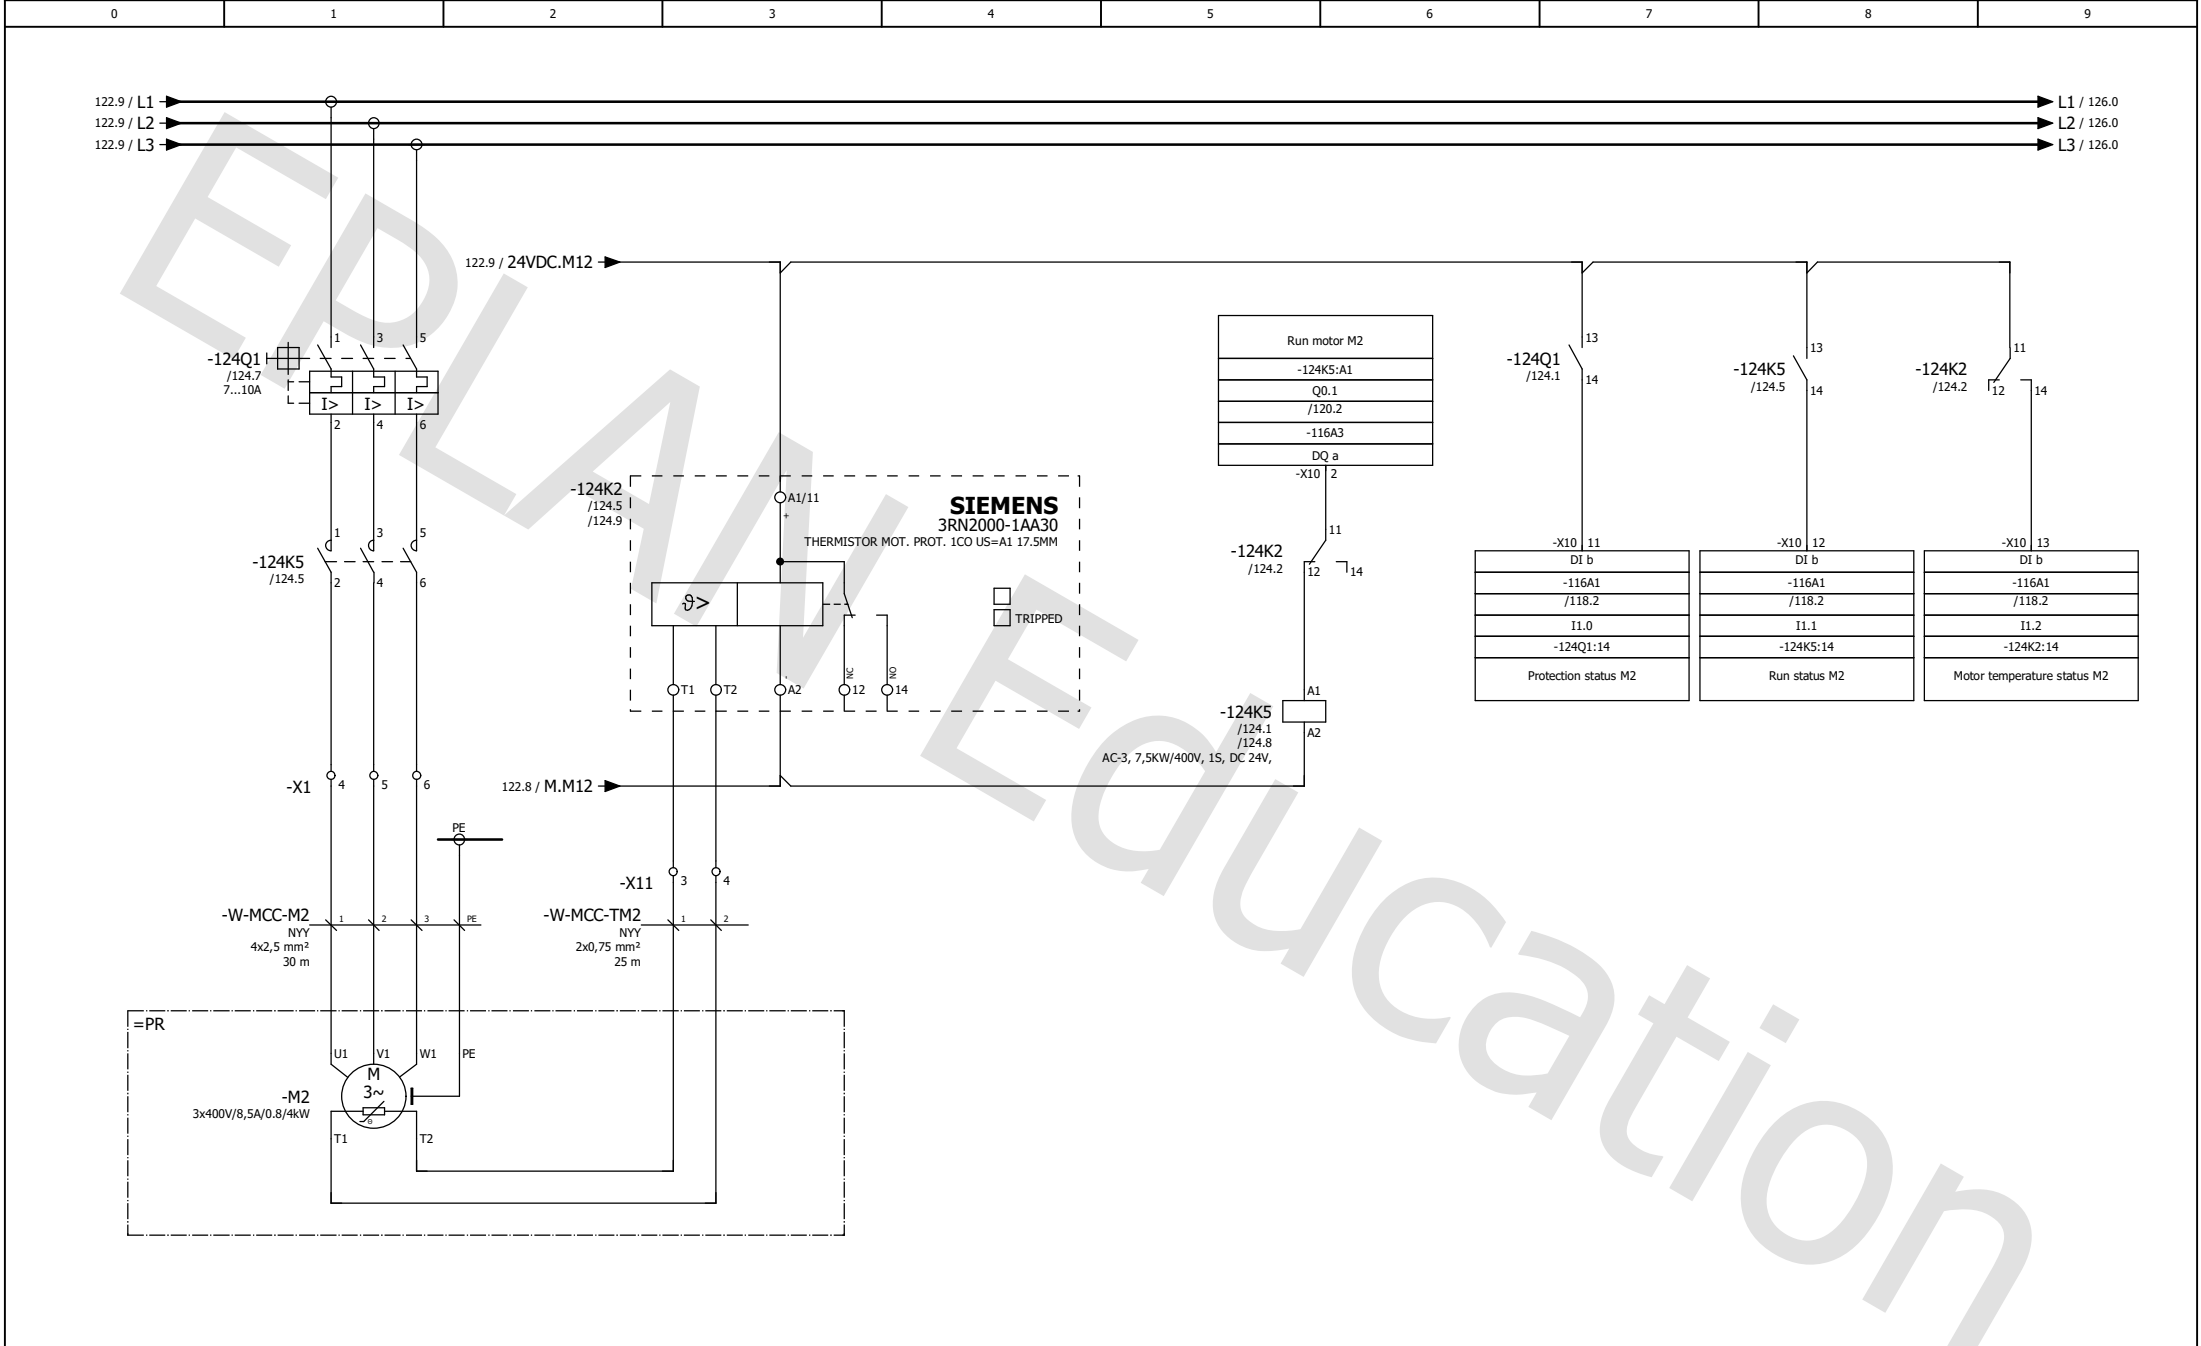 0 1 2 3 4 5 6 7 8 9
122.9 / L1
122.9 / L2
122.9 / L3
L1 / 126.0
L2 / 126.0
L3 / 126.0
122.9 / 24VDC.M12
1 3 5
-124Q1
/124.7
7...10A
I> I> I>
2 4 6
1 3 5
-124K5
/124.5
2 4 6
-X1
4 5 6
PE
-W-MCC-M2
NYY
4x2,5 mm²
30 m
1 2 3 PE
=PR
U1 V1 W1 PE
M
3~
-M2
3x400V/8,5A/0.8/4kW
T1 T2
-124K2
/124.5
/124.9
A1/11
+
SIEMENS
3RN2000-1AA30
THERMISTOR MOT. PROT. 1CO US=A1 17.5MM
ϑ>
TRIPPED
NC NO
T1 T2 A2 12 14
-
122.8 / M.M12
-X11
3 4
-W-MCC-TM2
NYY
2x0,75 mm²
25 m
1 2
Run motor M2
-124K5:A1
Q0.1
/120.2
-116A3
DQ a
-X10 2
11
-124K2
/124.2
12 14
A1
-124K5
/124.1
/124.8
AC-3, 7,5KW/400V, 1S, DC 24V,
A2
13
-124Q1
/124.1
14
-X10 11
DI b
-116A1
/118.2
I1.0
-124Q1:14
Protection status M2
13
-124K5
/124.5
14
-X10 12
DI b
-116A1
/118.2
I1.1
-124K5:14
Run status M2
11
-124K2
/124.2
12 14
-X10 13
DI b
-116A1
/118.2
I1.2
-124K2:14
Motor temperature status M2
EPLAN Education